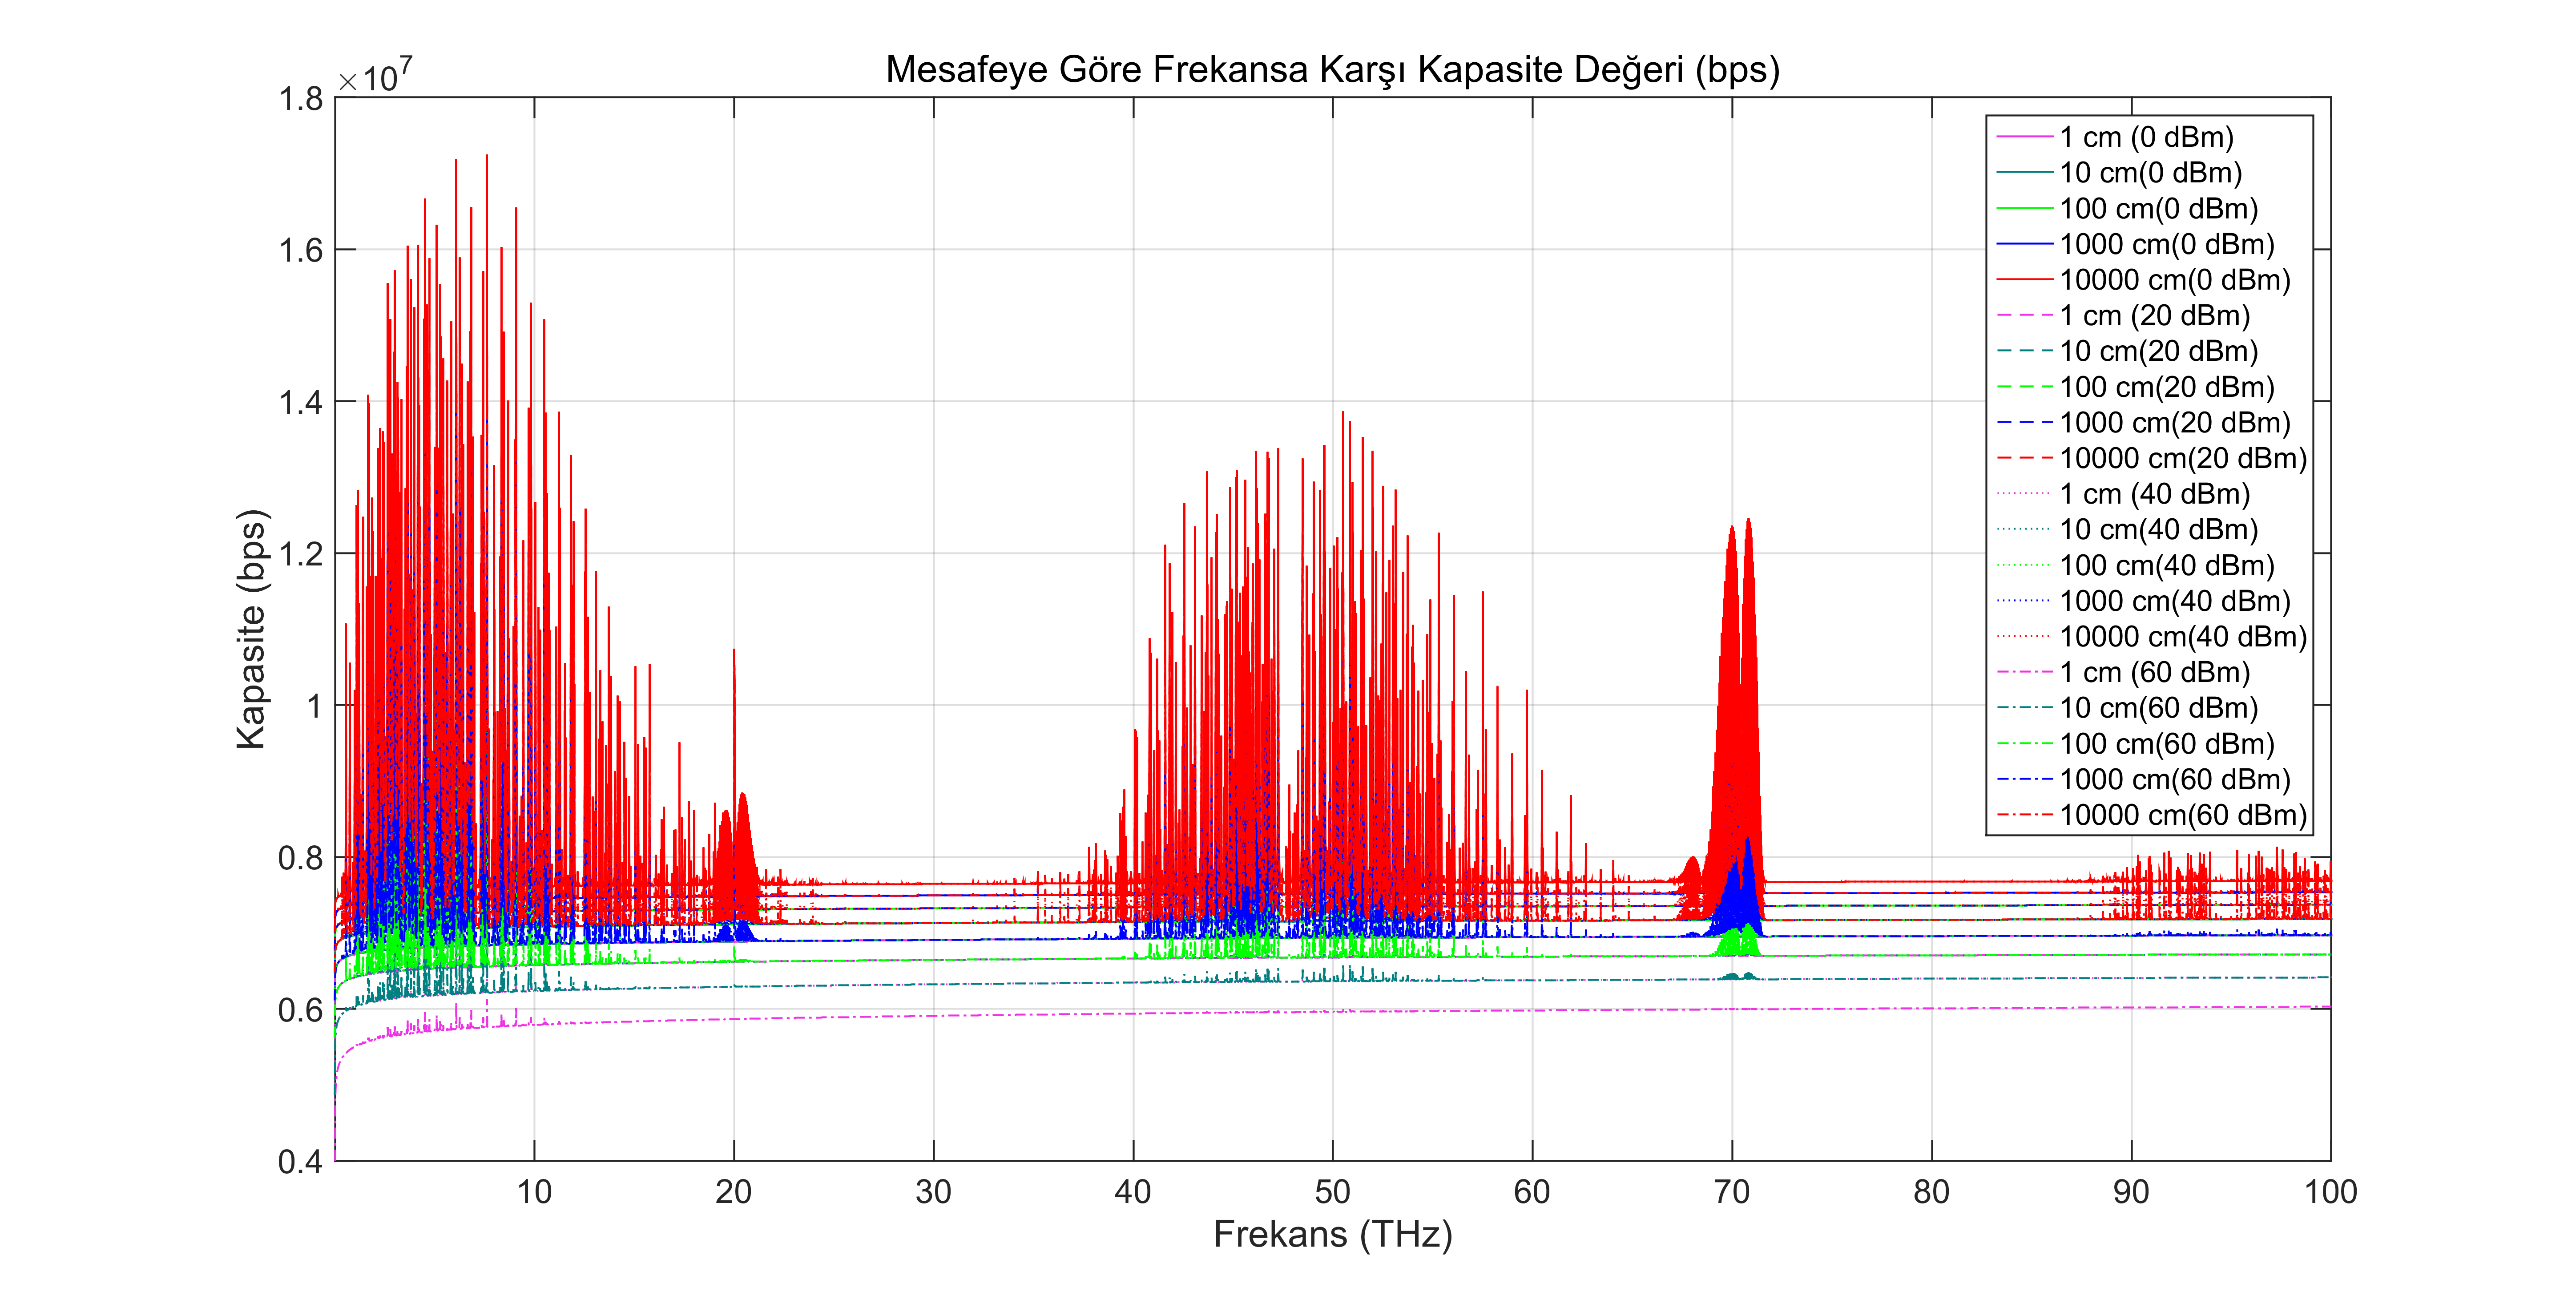 Mesafeye Göre Frekansa Karşı Kapasite Değeri (bps)
×10^7
1.8
1.6
1.4
1.2
1
0.8
0.6
0.4
Kapasite (bps)
10 20 30 40 50 60 70 80 90 100
Frekans (THz)
1 cm (0 dBm)
10 cm(0 dBm)
100 cm(0 dBm)
1000 cm(0 dBm)
10000 cm(0 dBm)
1 cm (20 dBm)
10 cm(20 dBm)
100 cm(20 dBm)
1000 cm(20 dBm)
10000 cm(20 dBm)
1 cm (40 dBm)
10 cm(40 dBm)
100 cm(40 dBm)
1000 cm(40 dBm)
10000 cm(40 dBm)
1 cm (60 dBm)
10 cm(60 dBm)
100 cm(60 dBm)
1000 cm(60 dBm)
10000 cm(60 dBm)